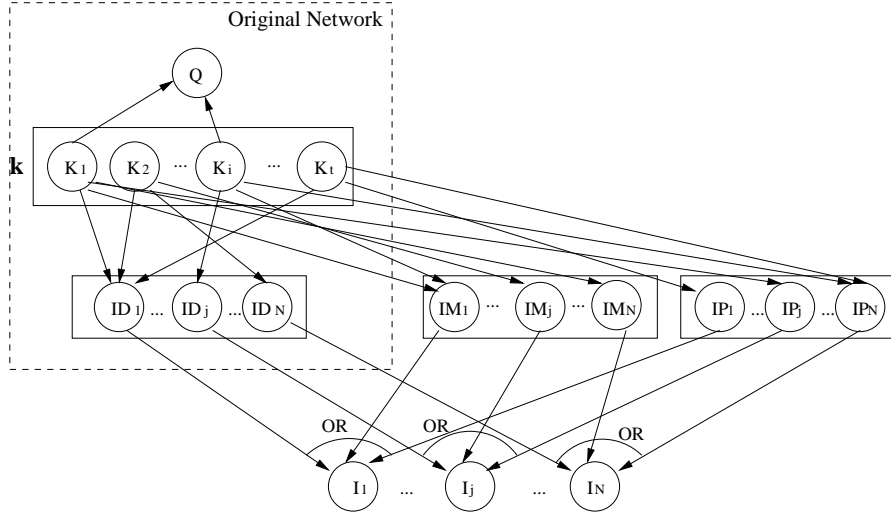 Original Network
Q
k K1 K2 ... Ki ... Kt
ID1 ... IDj ... IDN IM1 ... IMj ... IMN IP1 ... IPj ... IPN
OR OR OR
I1 ... Ij ... IN